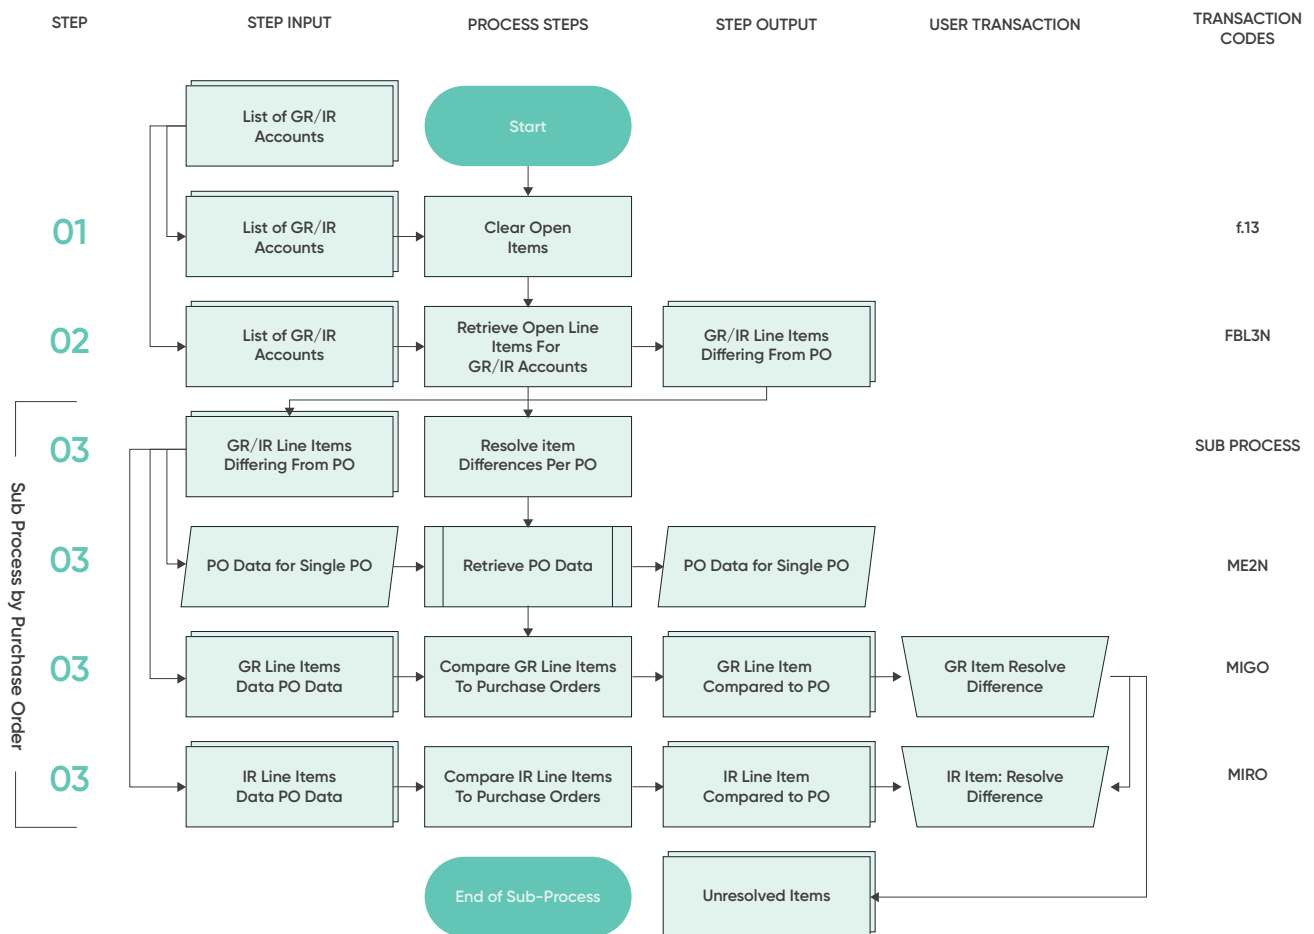 STEP
STEP INPUT
PROCESS STEPS
STEP OUTPUT
USER TRANSACTION
TRANSACTION
CODES
List of GR/IR
Accounts
Start
01
List of GR/IR
Accounts
Clear Open
Items
f.13
02
List of GR/IR
Accounts
Retrieve Open Line
Items For
GR/IR Accounts
GR/IR Line Items
Differing From PO
FBL3N
Sub Process by Purchase Order
03
GR/IR Line Items
Differing From PO
Resolve item
Differences Per PO
SUB PROCESS
03
PO Data for Single PO
Retrieve PO Data
PO Data for Single PO
ME2N
03
GR Line Items
Data PO Data
Compare GR Line Items
To Purchase Orders
GR Line Item
Compared to PO
GR Item Resolve
Difference
MIGO
03
IR Line Items
Data PO Data
Compare IR Line Items
To Purchase Orders
IR Line Item
Compared to PO
IR Item: Resolve
Difference
MIRO
End of Sub-Process
Unresolved Items